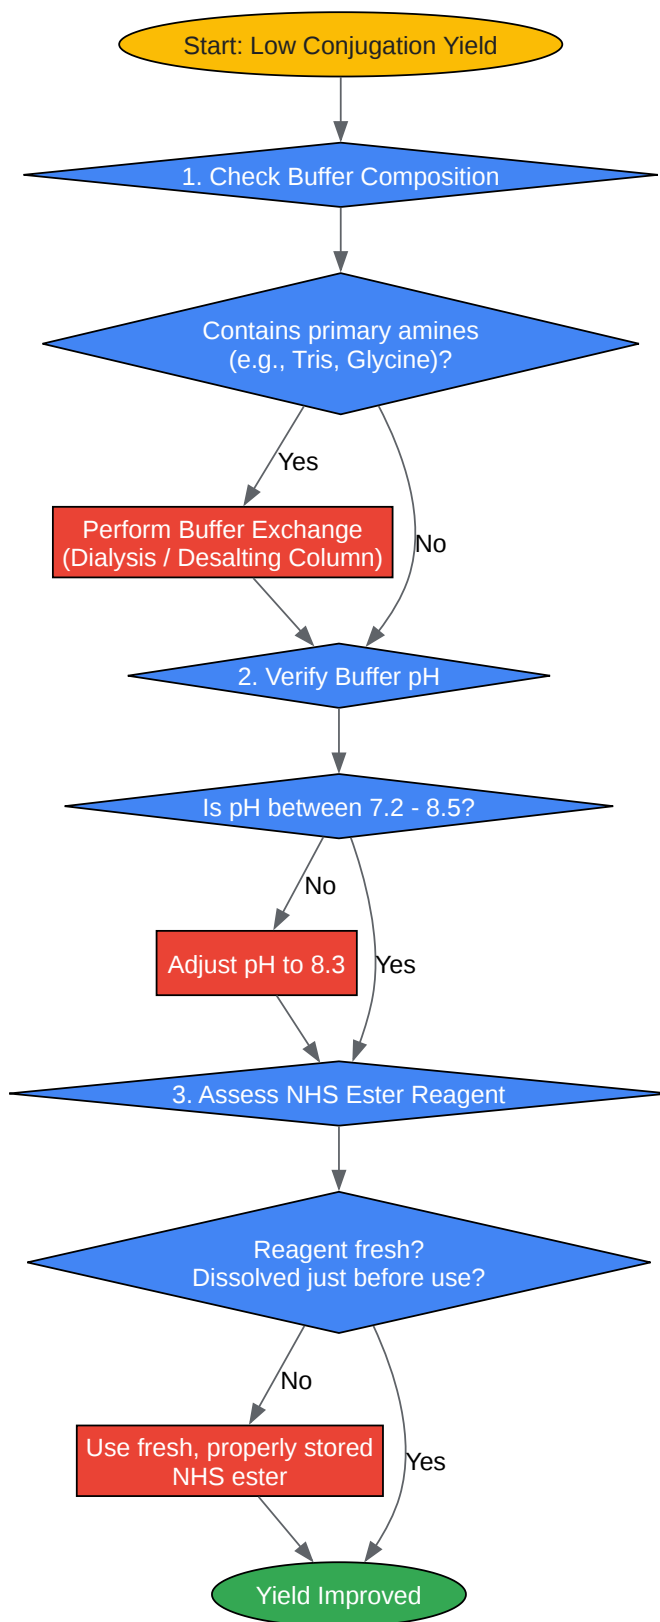 Start: Low Conjugation Yield
1. Check Buffer Composition
Contains primary amines
(e.g., Tris, Glycine)?
Yes
Perform Buffer Exchange
(Dialysis / Desalting Column)
No
2. Verify Buffer pH
Is pH between 7.2 - 8.5?
No
Adjust pH to 8.3
Yes
3. Assess NHS Ester Reagent
Reagent fresh?
Dissolved just before use?
No
Use fresh, properly stored
NHS ester
Yes
Yield Improved